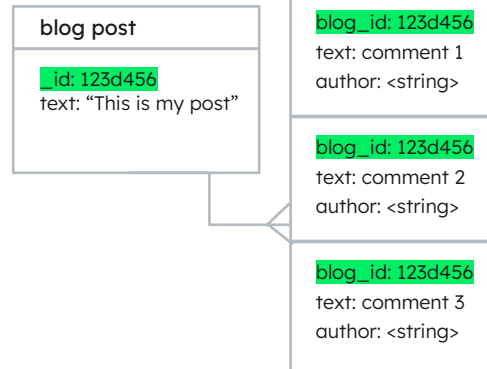 blog post
_id: 123d456
text: “This is my post”
blog_id: 123d456
text: comment 1
author: <string>
blog_id: 123d456
text: comment 2
author: <string>
blog_id: 123d456
text: comment 3
author: <string>